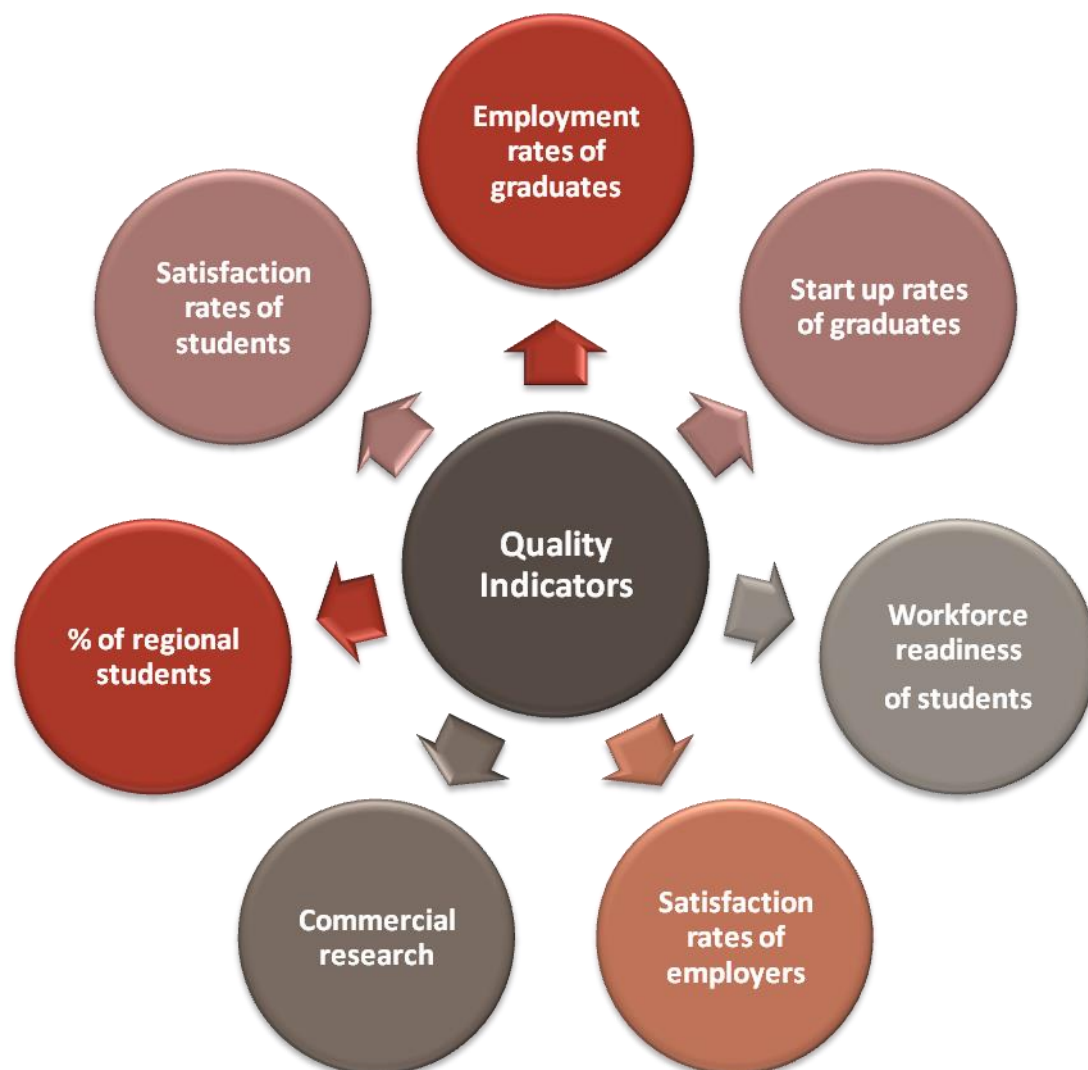 Employment
rates of
graduates
Start up rates
of graduates
Workforce
readiness
of students
Satisfaction
rates of
employers
Commercial
research
% of regional
students
Satisfaction
rates of
students
Quality
Indicators